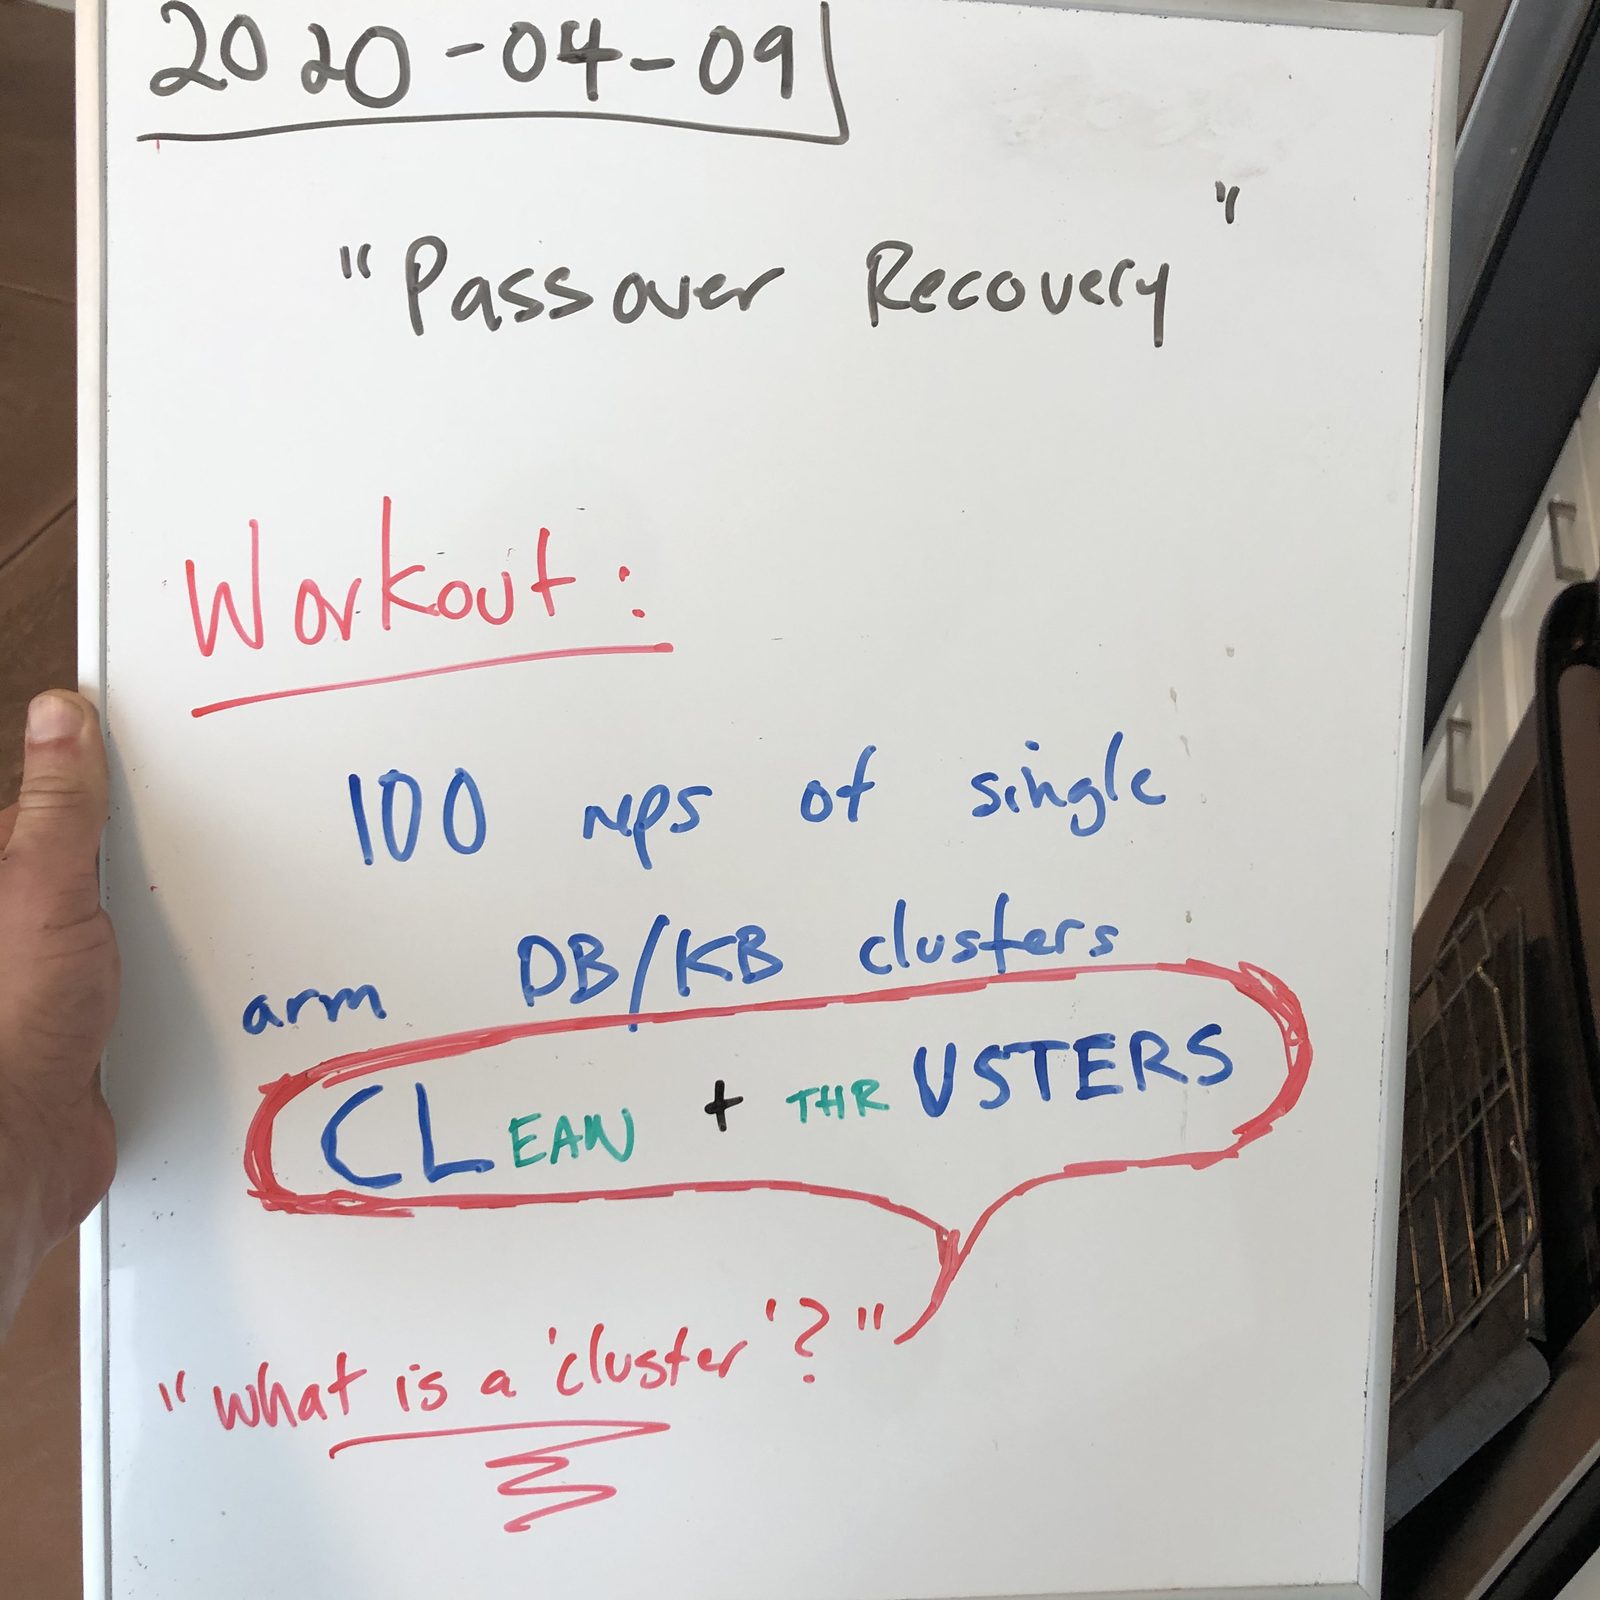 2020-04-09
"Passover Recovery"
Workout:
100 reps of single
arm DB/KB clusters
CLEAN + THRUSTERS
"what is a 'cluster'?"